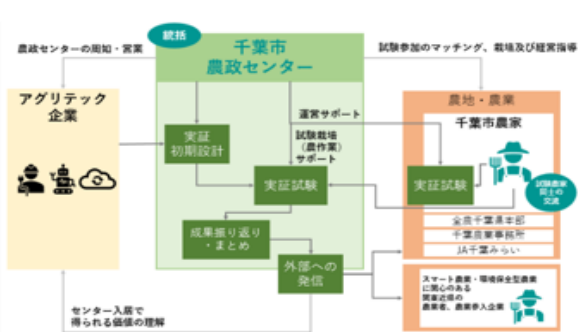 統括
千葉市
農政センター
農政センターの周知・営業
試験参加のマッチング、栽培及び経営指導
アグリテック
企業
農地・農業
千葉市農家
運営サポート
試験栽培
（農作業）
サポート
実証
初期設計
実証試験
実証試験
試験農家
同士の
交流
成果振り返り
・まとめ
全農千葉県本部
千葉農業事務所
JA千葉みらい
外部への
発信
スマート農業・環境保全型農業
に関心のある
関東近県の
農業者、農業参入企業
センター入居で
得られる価値の理解